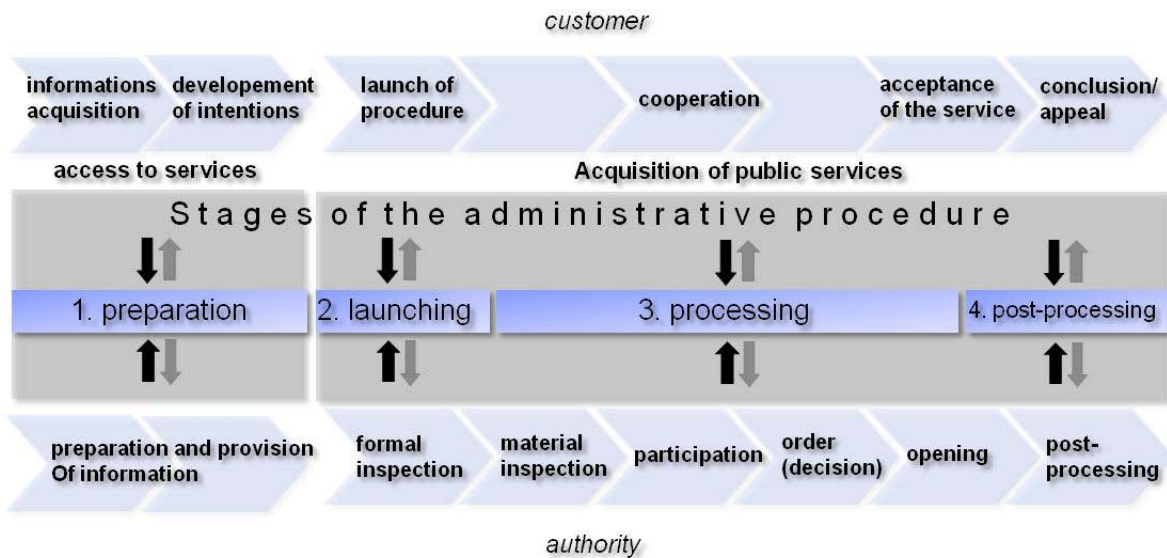 customer
informations
acquisition
developement
of intentions
launch of
procedure
cooperation
acceptance
of the service
conclusion/
appeal
access to services
Acquisition of public services
Stages of the administrative procedure
1. preparation
2. launching
3. processing
4. post-processing
preparation and provision
Of information
formal
inspection
material
inspection
participation
order
(decision)
opening
post-
processing
authority